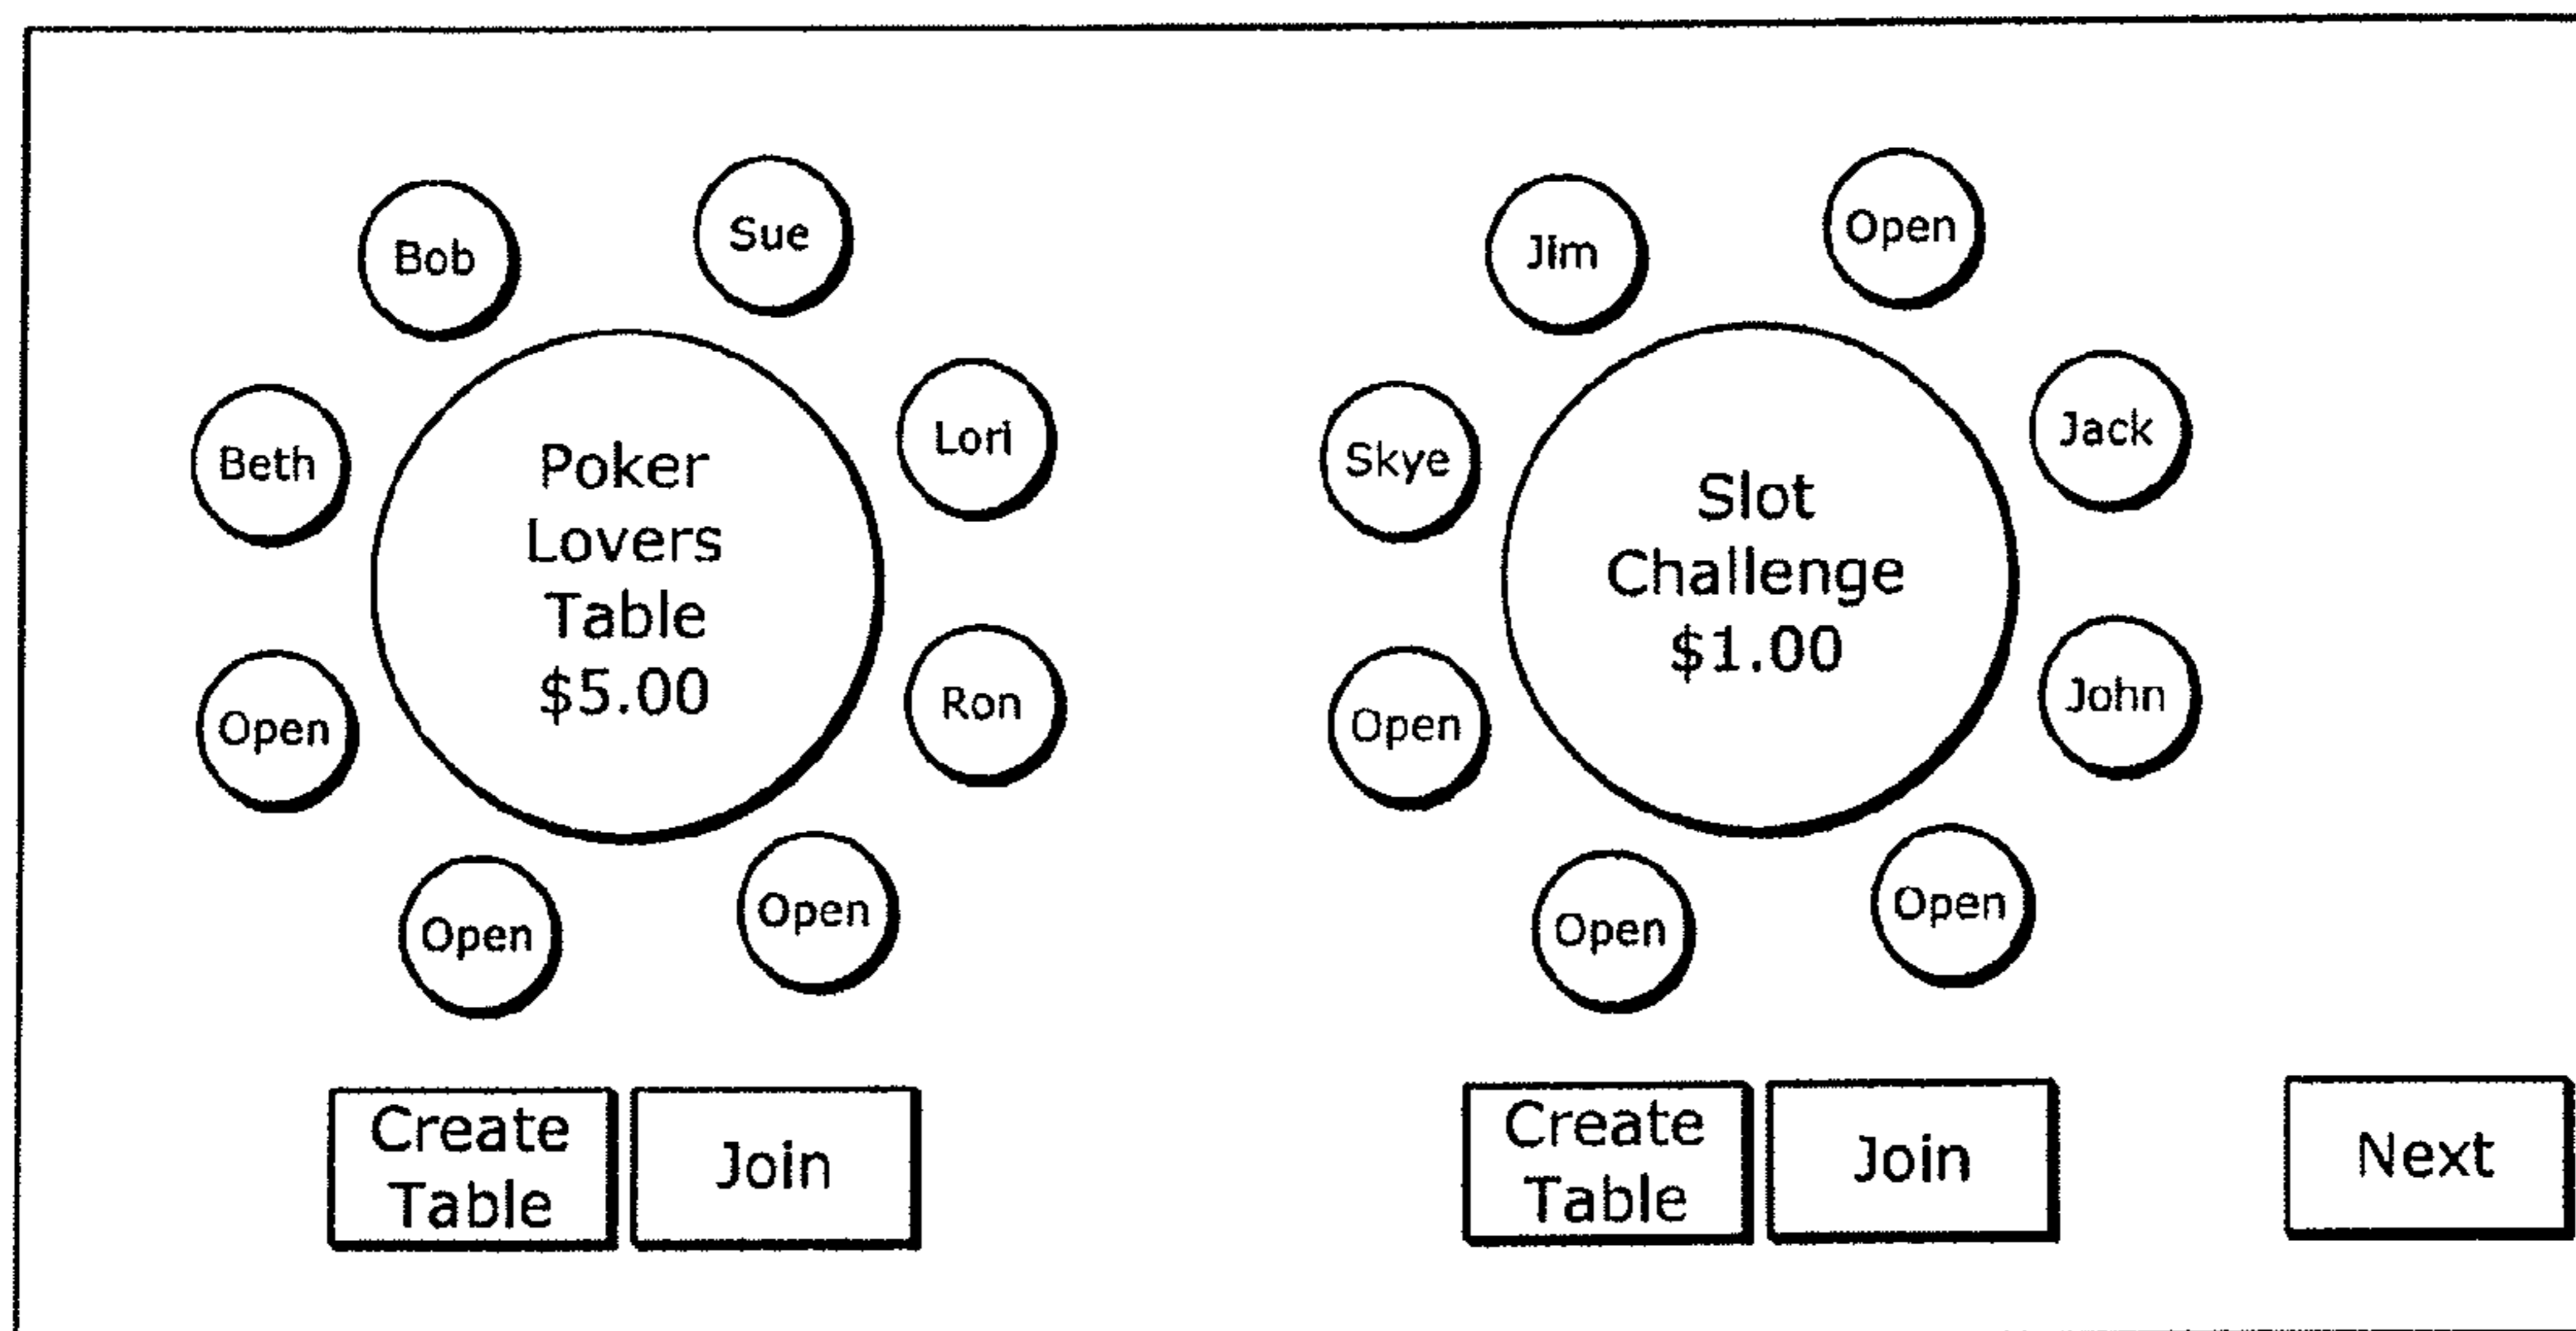 Bob
Sue
Beth
Lori
Poker
Lovers
Table
$5.00
Open
Ron
Open
Open
Create
Table
Join
Jim
Open
Skye
Jack
Slot
Challenge
$1.00
Open
John
Open
Open
Create
Table
Join
Next